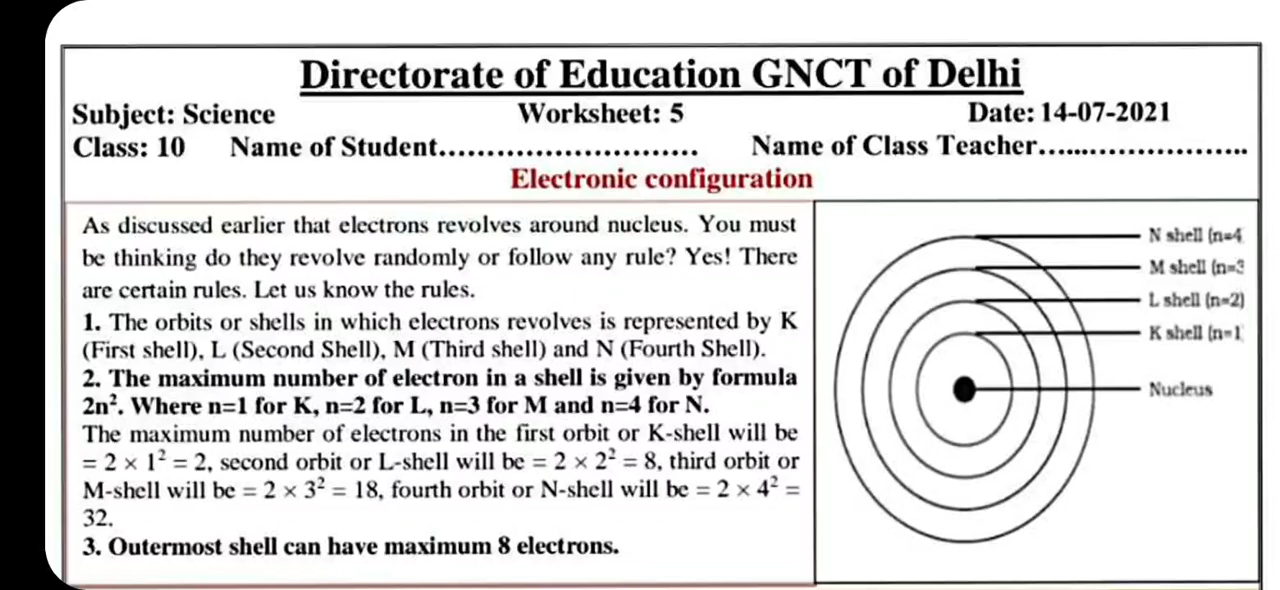 Directorate of Education GNCT of Delhi
Subject: Science Worksheet: 5 Date: 14-07-2021
Class: 10 Name of Student........................... Name of Class Teacher.........................
Electronic configuration
As discussed earlier that electrons revolves around nucleus. You must
be thinking do they revolve randomly or follow any rule? Yes! There
are certain rules. Let us know the rules.
1. The orbits or shells in which electrons revolves is represented by K
(First shell), L (Second Shell), M (Third shell) and N (Fourth Shell).
2. The maximum number of electron in a shell is given by formula
2n². Where n=1 for K, n=2 for L, n=3 for M and n=4 for N.
The maximum number of electrons in the first orbit or K-shell will be
= 2 × 1² = 2, second orbit or L-shell will be = 2 × 2² = 8, third orbit or
M-shell will be = 2 × 3² = 18, fourth orbit or N-shell will be = 2 × 4² =
32.
3. Outermost shell can have maximum 8 electrons.
N shell (n=4
M shell (n=3
L shell (n=2)
K shell (n=1
Nucleus